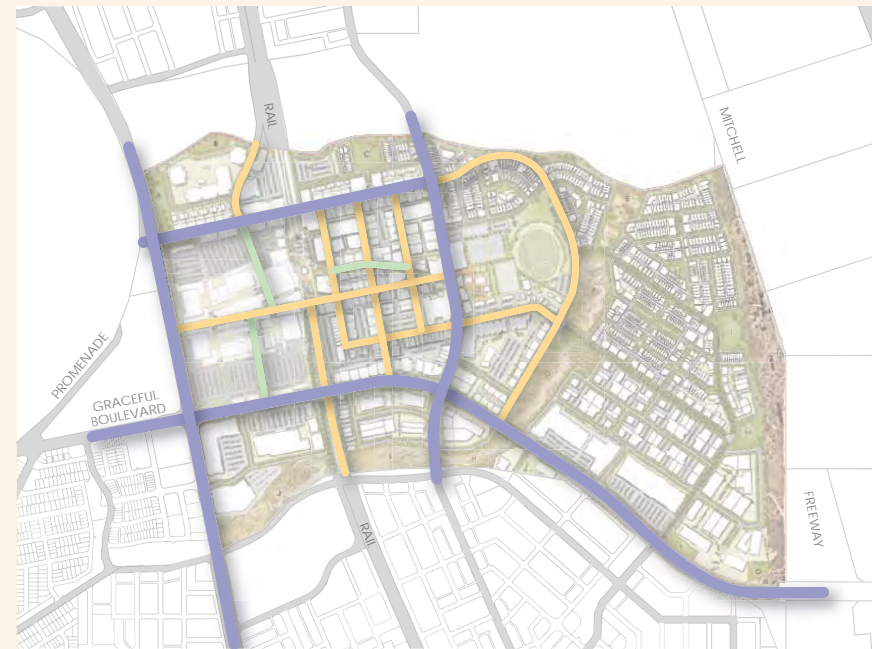 RAIL
MITCHELL
PROMENADE
GRACEFUL
BOULEVARD
RAIL
FREEWAY